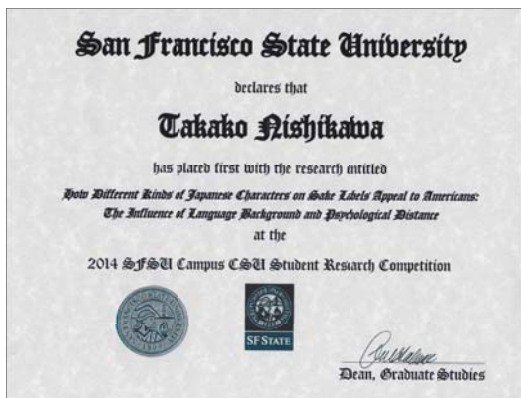 San Francisco State University
declares that
Takako Nishikawa
has placed first with the research entitled
How Different Kinds of Japanese Characters on Sake Labels Appeal to Americans:
The Influence of Language Background and Psychological Distance
at the
2014 SFSU Campus CSU Student Research Competition
SF STATE
Dean, Graduate Studies